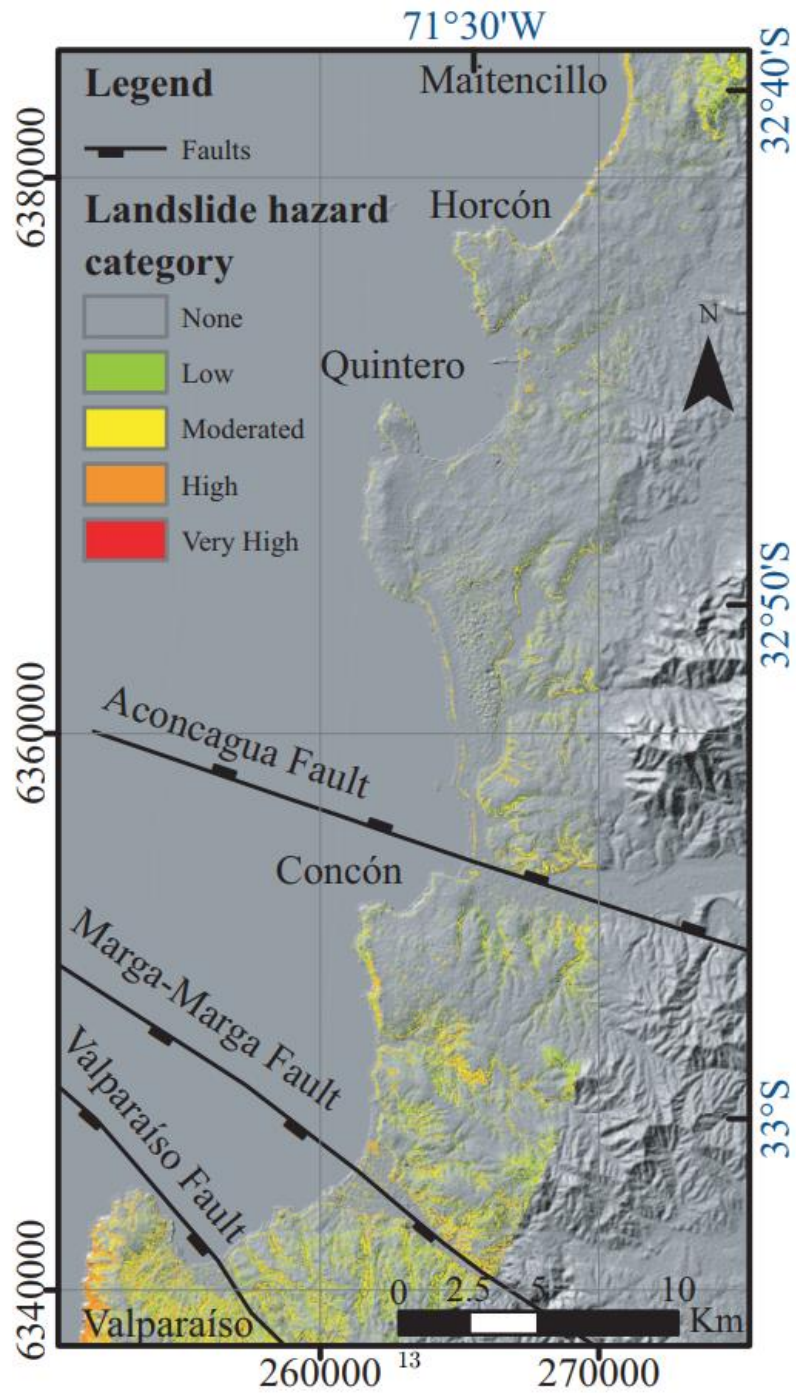 71°30'W
Legend
Maitencillo
32°40'S
Faults
6380000
Landslide hazard
category
Horcón
None
N
Low
Quintero
Moderated
High
Very High
32°50'S
6360000
Aconcagua Fault
Concón
Marga-Marga Fault
Valparaíso Fault
33°S
6340000
0 2.5 5 10
Km
Valparaíso
260000
13
270000